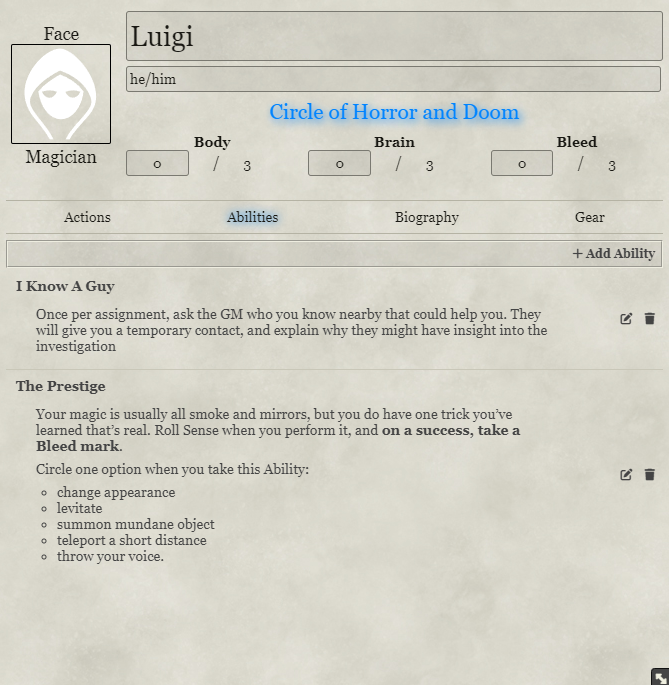 Face
Luigi
he/him
Circle of Horror and Doom
Magician
Body
Brain
Bleed
0 / 3
0 / 3
0 / 3
Actions
Abilities
Biography
Gear
+ Add Ability
I Know A Guy
Once per assignment, ask the GM who you know nearby that could help you. They
will give you a temporary contact, and explain why they might have insight into the
investigation
The Prestige
Your magic is usually all smoke and mirrors, but you do have one trick you’ve
learned that’s real. Roll Sense when you perform it, and on a success, take a
Bleed mark.
Circle one option when you take this Ability:
change appearance
levitate
summon mundane object
teleport a short distance
throw your voice.